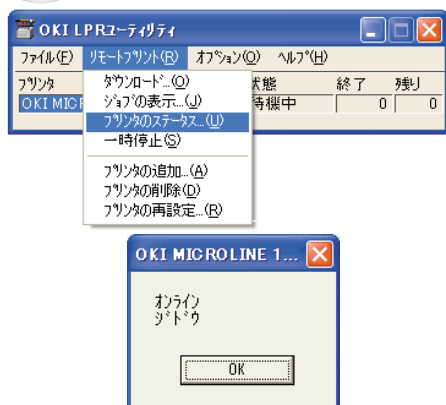 OKI LPRユーティリティ
ファイル(F) リモートプリント(R) オプション(O) ヘルプ(H)
プリンタ 状態 終了 残り
OKI MICR 待機中 0 0
ダウンロード...(O)
ジョブの表示...(J)
プリンタのステータス...(U)
一時停止(S)
プリンタの追加...(A)
プリンタの削除(D)
プリンタの再設定...(R)
OKI MICROLINE 1...
オンライン
ジドウ
OK